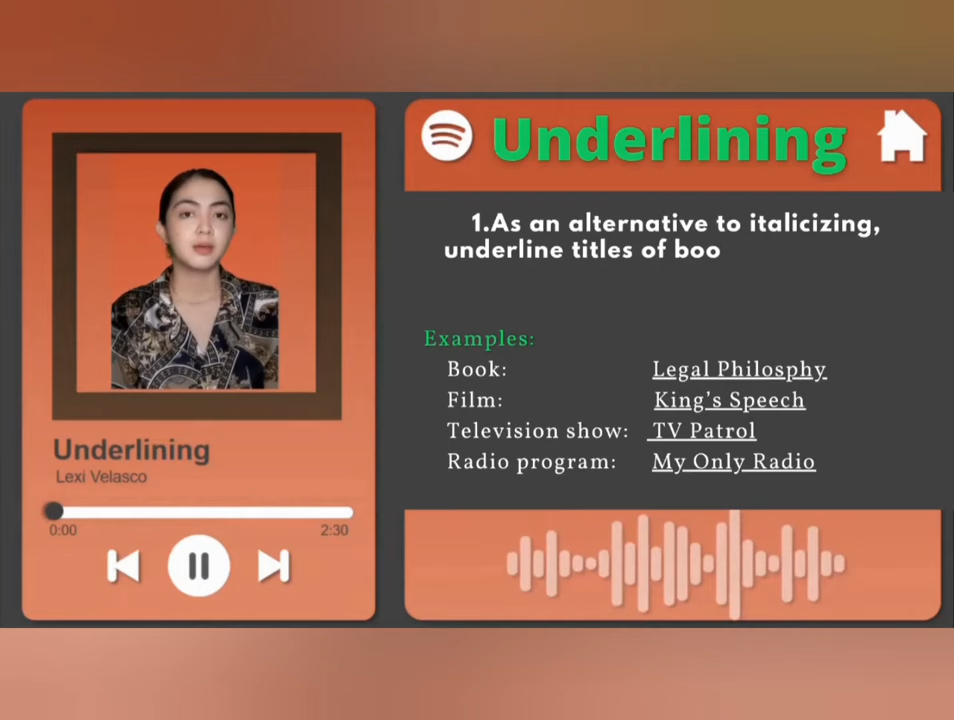 Underlining
Lexi Velasco
0:00
2:30
Underlining
1.As an alternative to italicizing,
underline titles of boo
Examples:
Book: Legal Philosphy
Film: King's Speech
Television show: TV Patrol
Radio program: My Only Radio